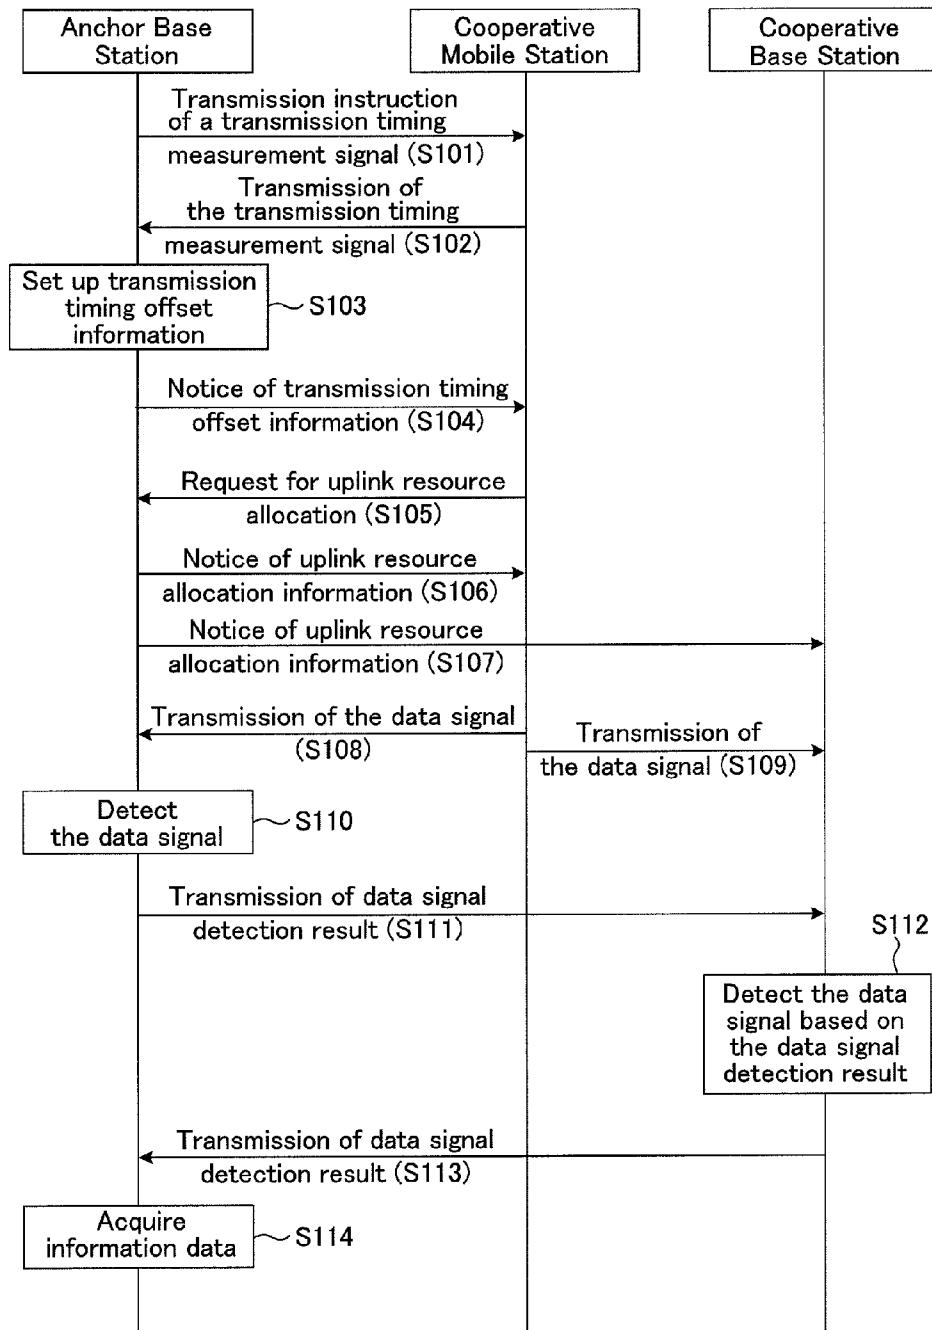 Anchor Base
Station
Cooperative
Mobile Station
Cooperative
Base Station
Transmission instruction
of a transmission timing
measurement signal (S101)
Transmission of
the transmission timing
measurement signal (S102)
Set up transmission
timing offset
information
S103
Notice of transmission timing
offset information (S104)
Request for uplink resource
allocation (S105)
Notice of uplink resource
allocation information (S106)
Notice of uplink resource
allocation information (S107)
Transmission of the data signal
(S108)
Transmission of
the data signal (S109)
Detect
the data signal
S110
Transmission of data signal
detection result (S111)
S112
Detect the data
signal based on
the data signal
detection result
Transmission of data signal
detection result (S113)
Acquire
information data
S114